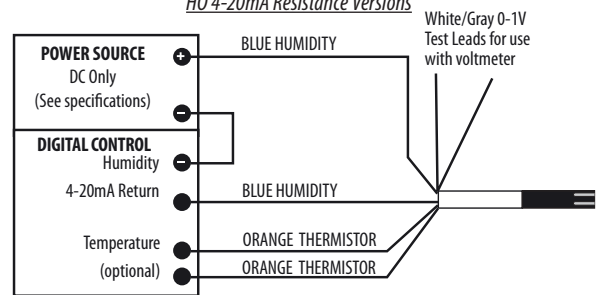 HO 4-20mA Resistance Versions
White/Gray 0-1V
Test Leads for use
with voltmeter
POWER SOURCE
DC Only
(See specifications)
+
BLUE HUMIDITY
−
DIGITAL CONTROL
Humidity
−
4-20mA Return
BLUE HUMIDITY
Temperature
(optional)
ORANGE THERMISTOR
ORANGE THERMISTOR